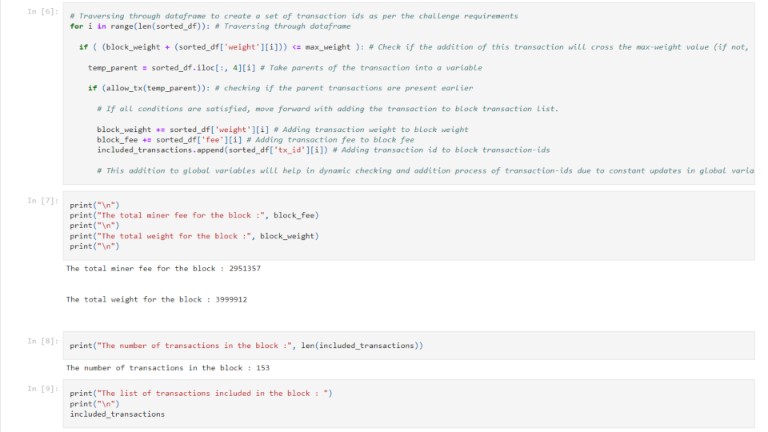 In [6]:
# Traversing through dataframe to create a set of transaction ids as per the challenge requirements
for i in range(len(sorted_df)): # Traversing through dataframe
if ( (block_weight + (sorted_df['weight'][i])) <= max_weight ): # Check if the addition of this transaction will cross the max-weight value (if not,
temp_parent = sorted_df.iloc[:, 4][i] # Take parents of the transaction into a variable
if (allow_tx(temp_parent)): # checking if the parent transactions are present earlier
# If all conditions are satisfied, move forward with adding the transaction to block transaction list.
block_weight += sorted_df['weight'][i] # Adding transaction weight to block weight
block_fee += sorted_df['fee'][i] # Adding transaction fee to block fee
included_transactions.append(sorted_df['tx_id'][i]) # Adding transaction id to block transaction-ids
# This addition to global variables will help in dynamic checking and addition process of transaction-ids due to constant updates in global varia
In [7]:
print("\n")
print("The total miner fee for the block :", block_fee)
print("\n")
print("The total weight for the block :", block_weight)
print("\n")
The total miner fee for the block : 2951357
The total weight for the block : 3999912
In [8]:
print("The number of transactions in the block :", len(included_transactions))
The number of transactions in the block : 153
In [9]:
print("The list of transactions included in the block : ")
print("\n")
included_transactions